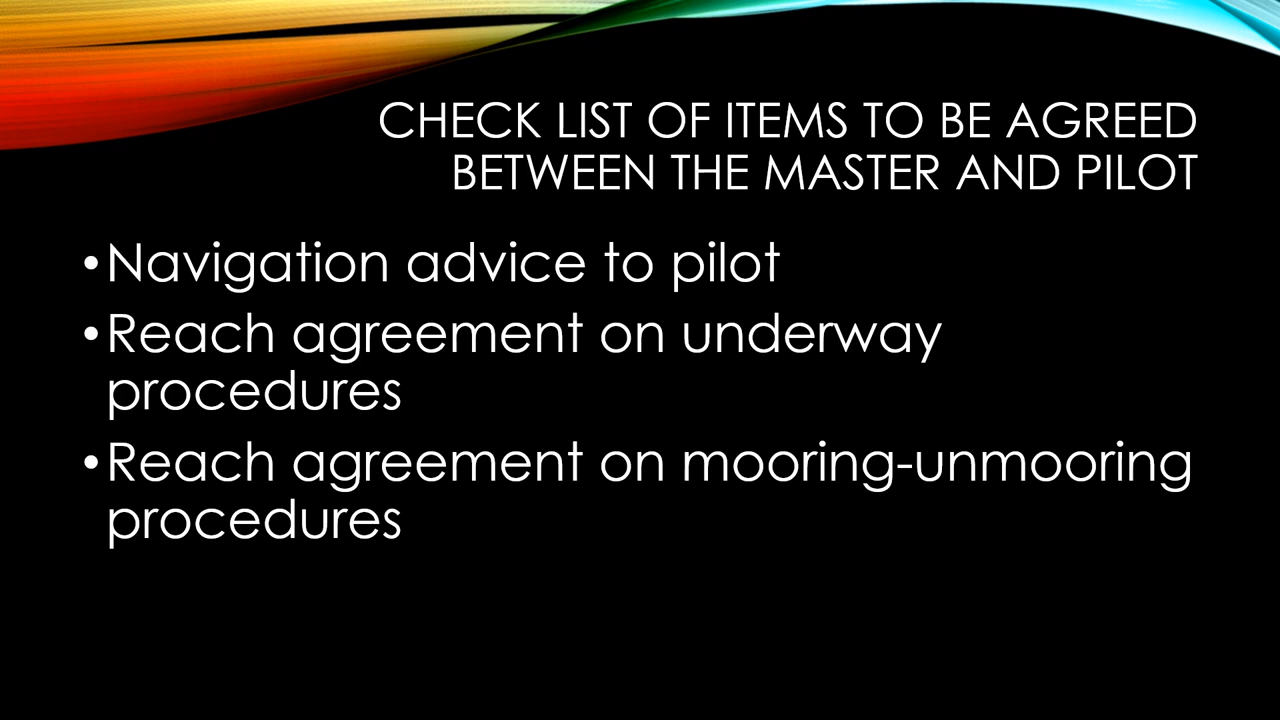 CHECK LIST OF ITEMS TO BE AGREED
BETWEEN THE MASTER AND PILOT
•Navigation advice to pilot
•Reach agreement on underway
procedures
•Reach agreement on mooring-unmooring
procedures